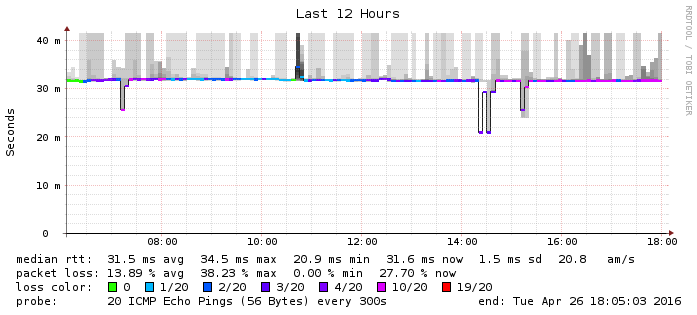 Last 12 Hours
RRDTOOL / TOBI OETIKER
Seconds
40 m
30 m
20 m
10 m
0
08:00 10:00 12:00 14:00 16:00 18:00
median rtt: 31.5 ms avg 34.5 ms max 20.9 ms min 31.6 ms now 1.5 ms sd 20.8 am/s
packet loss: 13.89 % avg 38.23 % max 0.00 % min 27.70 % now
loss color: 0 1/20 2/20 3/20 4/20 10/20 19/20
probe: 20 ICMP Echo Pings (56 Bytes) every 300s end: Tue Apr 26 18:05:03 2016